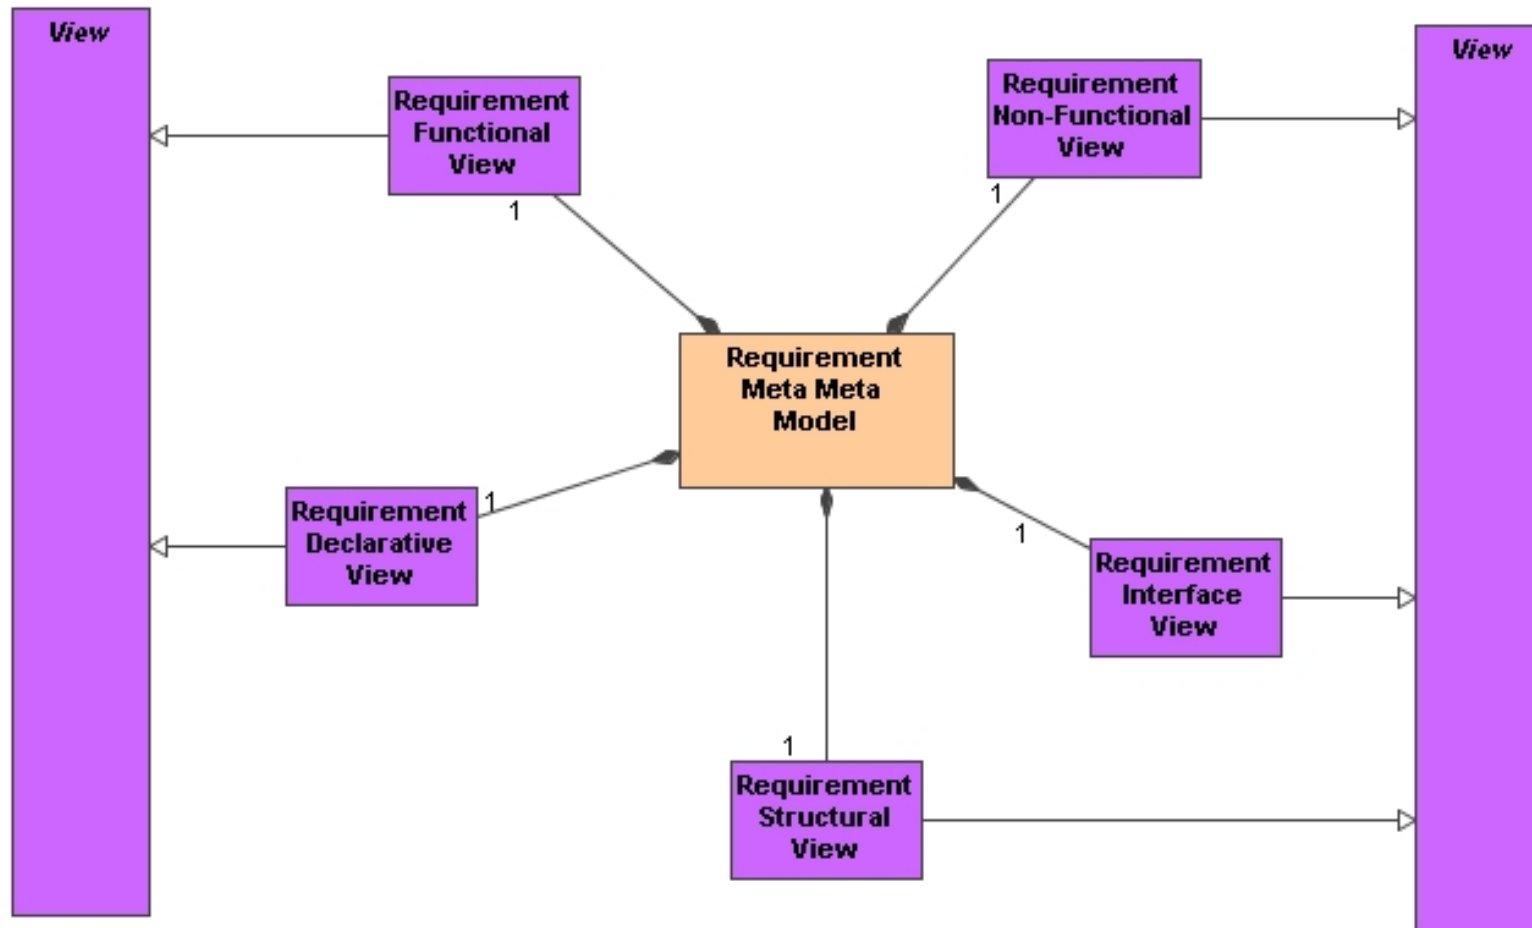 View
View
Requirement
Functional
View
1
Requirement
Non-Functional
View
1
Requirement
Meta Meta
Model
Requirement
Declarative
View
1
Requirement
Interface
View
1
1
Requirement
Structural
View